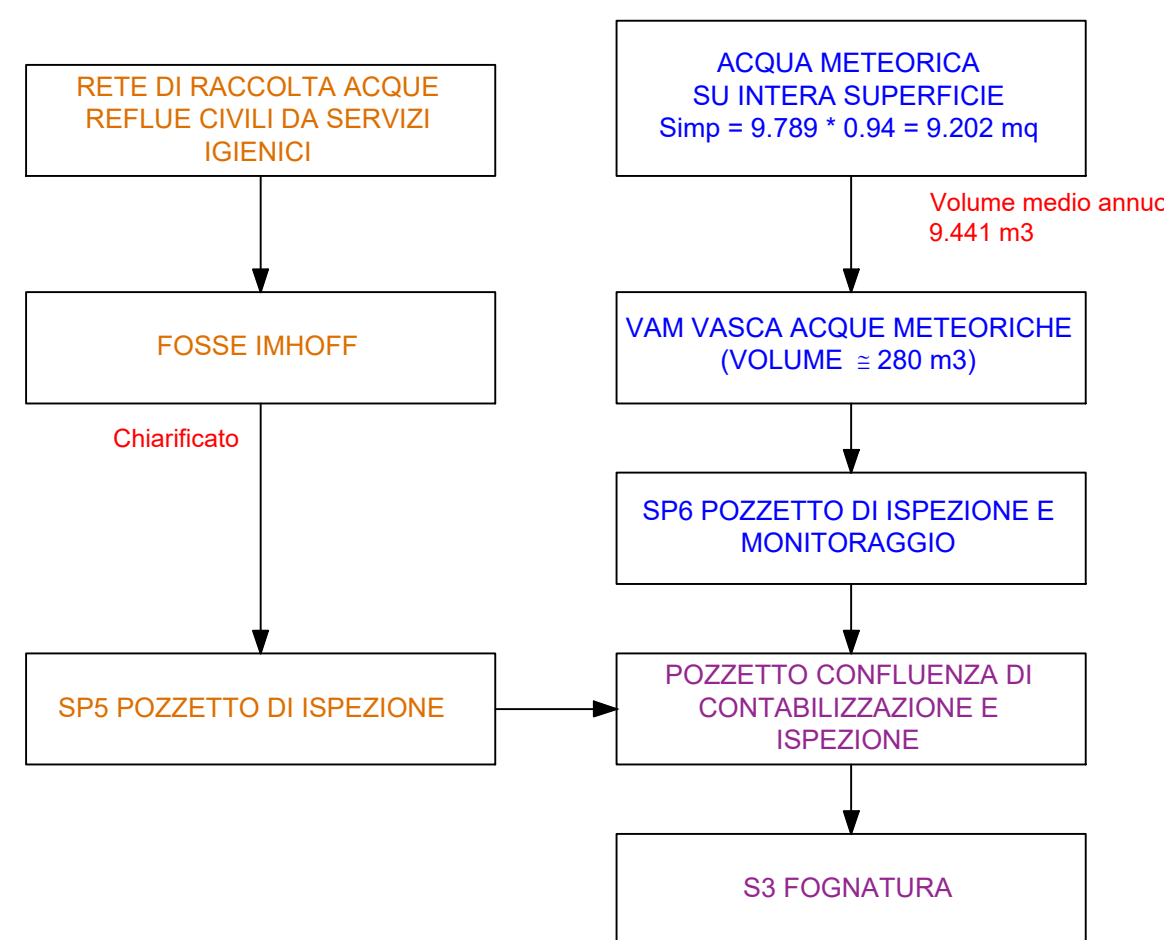 RETE DI RACCOLTA ACQUE
REFLUE CIVILI DA SERVIZI
IGIENICI
FOSSE IMHOFF
Chiarificato
SP5 POZZETTO DI ISPEZIONE
ACQUA METEORICA
SU INTERA SUPERFICIE
Simp = 9.789 * 0.94 = 9.202 mq
Volume medio annuo
9.441 m3
VAM VASCA ACQUE METEORICHE
(VOLUME ≅ 280 m3)
SP6 POZZETTO DI ISPEZIONE E
MONITORAGGIO
POZZETTO CONFLUENZA DI
CONTABILIZZAZIONE E
ISPEZIONE
S3 FOGNATURA